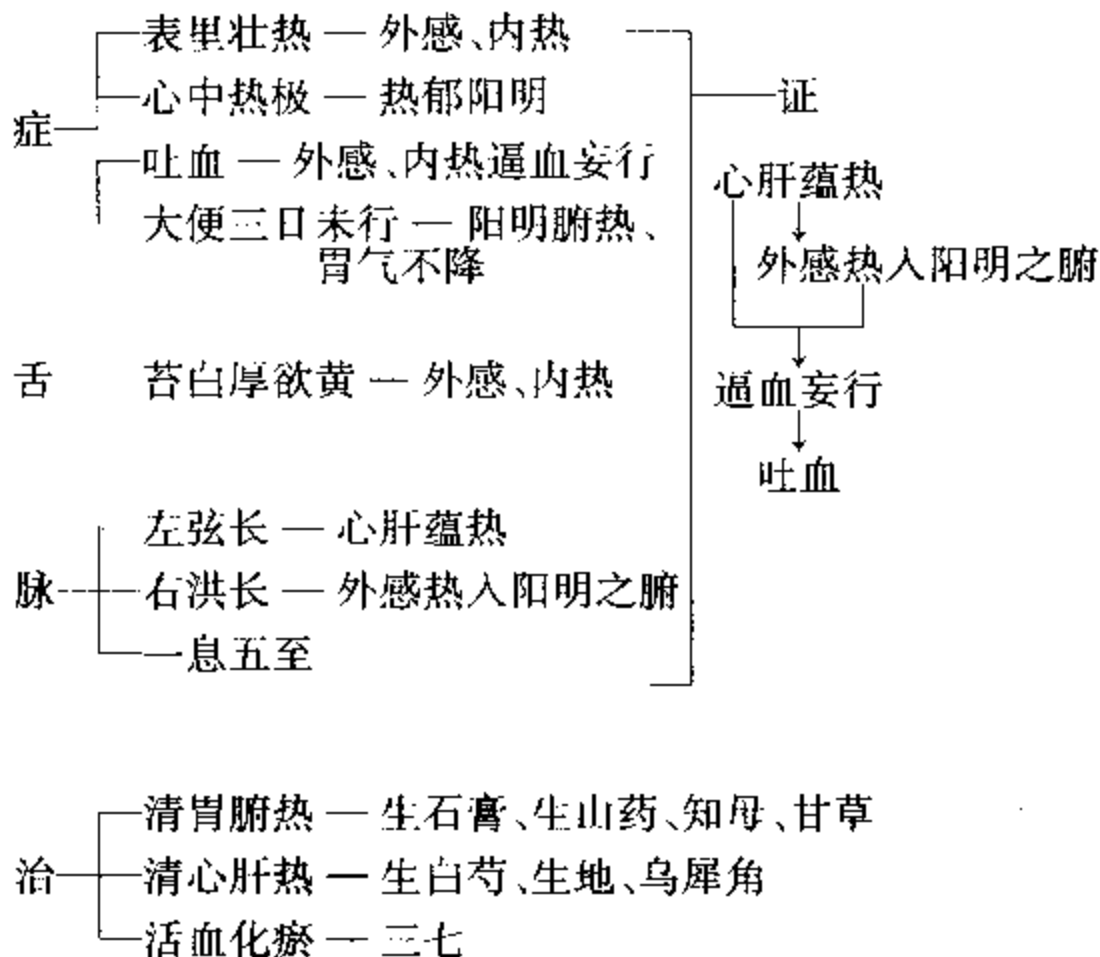 症
表里壮热 — 外感、内热
心中热极 — 热郁阳明
吐血 — 外感、内热逼血妄行
大便三日未行 — 阳明腑热、
胃气不降
舌
苔白厚欲黄 — 外感、内热
脉
左弦长 — 心肝蕴热
右洪长 — 外感热入阳明之腑
一息五至
证
心肝蕴热
外感热入阳明之腑
逼血妄行
吐血
治
清胃腑热 — 生石膏、生山药、知母、甘草
清心肝热 — 生白芍、生地、乌犀角
活血化瘀 — 三七